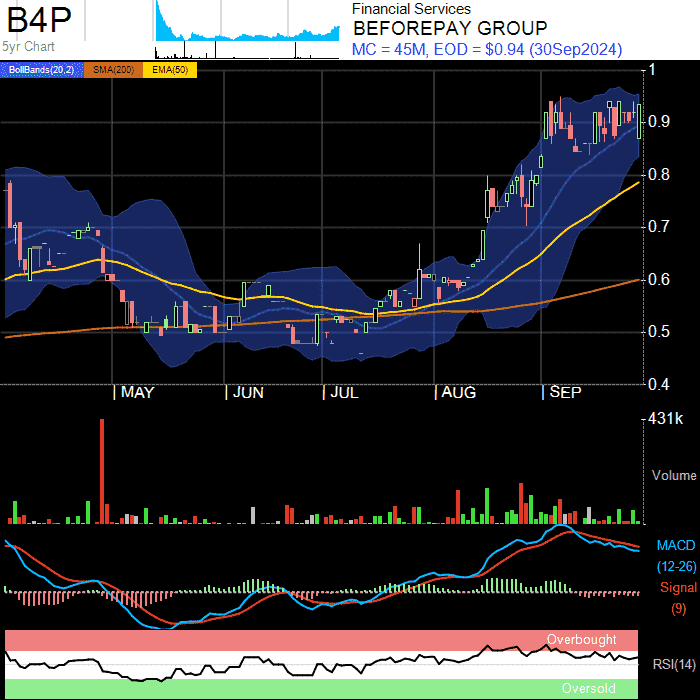 B4P
5yr Chart
Financial Services
BEFOREPAY GROUP
MC = 45M, EOD = $0.94 (30Sep2024)
BollBands(20,2) SMA(200) EMA(50)
1
0.9
0.8
0.7
0.6
0.5
0.4
MAY JUN JUL AUG SEP
431k
Volume
MACD
(12-26)
Signal
(9)
Overbought
RSI(14)
Oversold